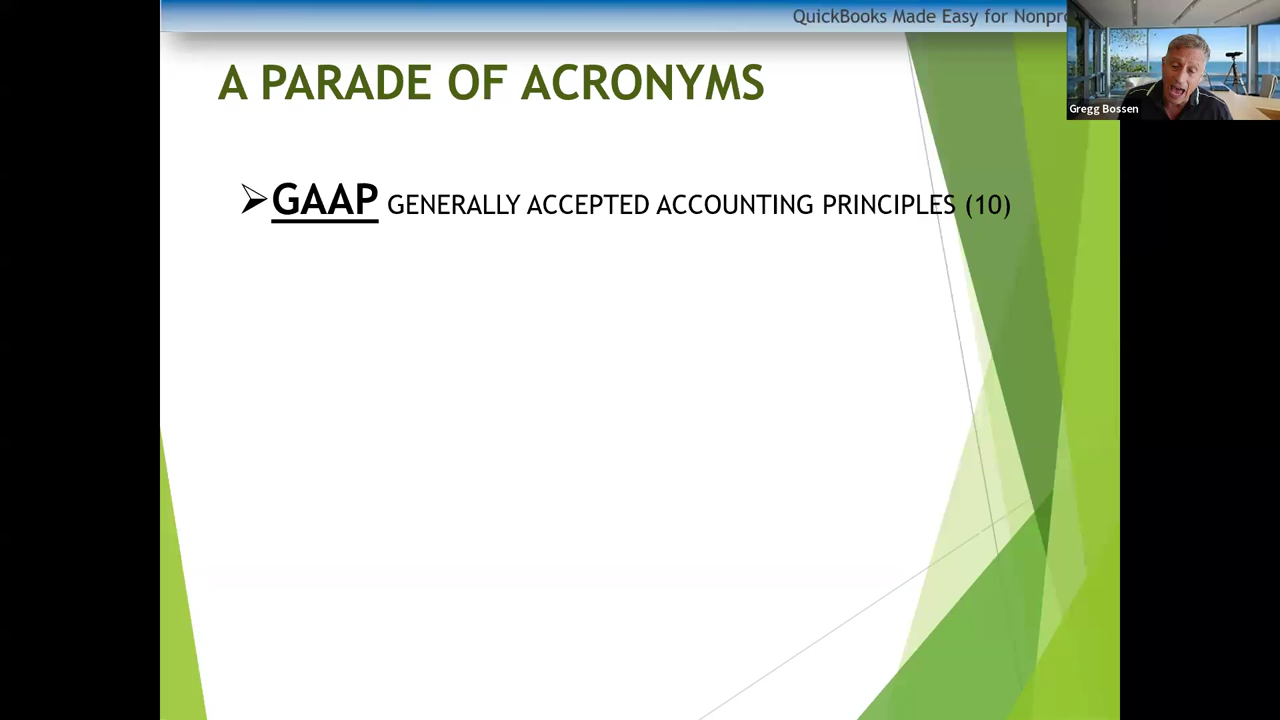 QuickBooks Made Easy for Nonpro
Gregg Bossen
A PARADE OF ACRONYMS
➢GAAP GENERALLY ACCEPTED ACCOUNTING PRINCIPLES (10)